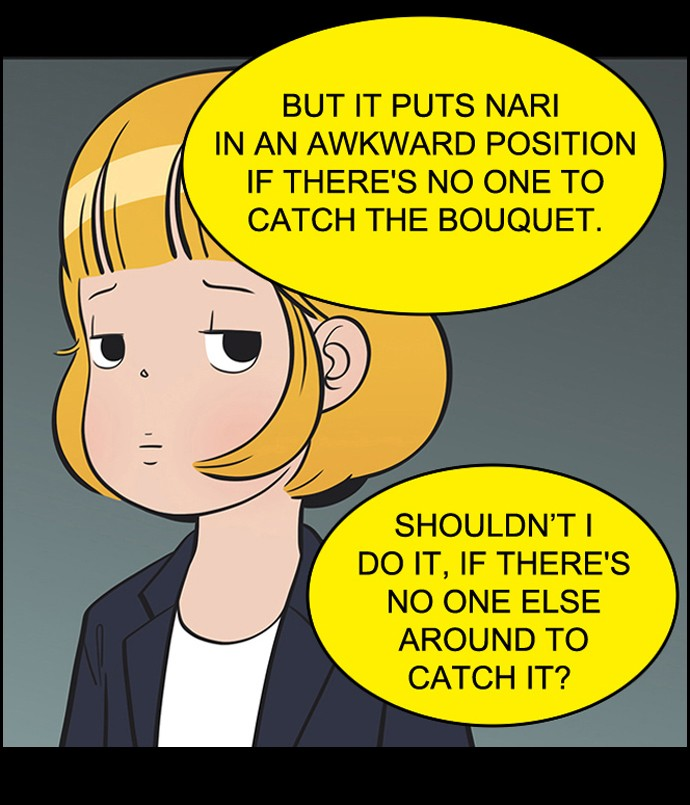 BUT IT PUTS NARI
IN AN AWKWARD POSITION
IF THERE'S NO ONE TO
CATCH THE BOUQUET.
SHOULDN’T I
DO IT, IF THERE'S
NO ONE ELSE
AROUND TO
CATCH IT?